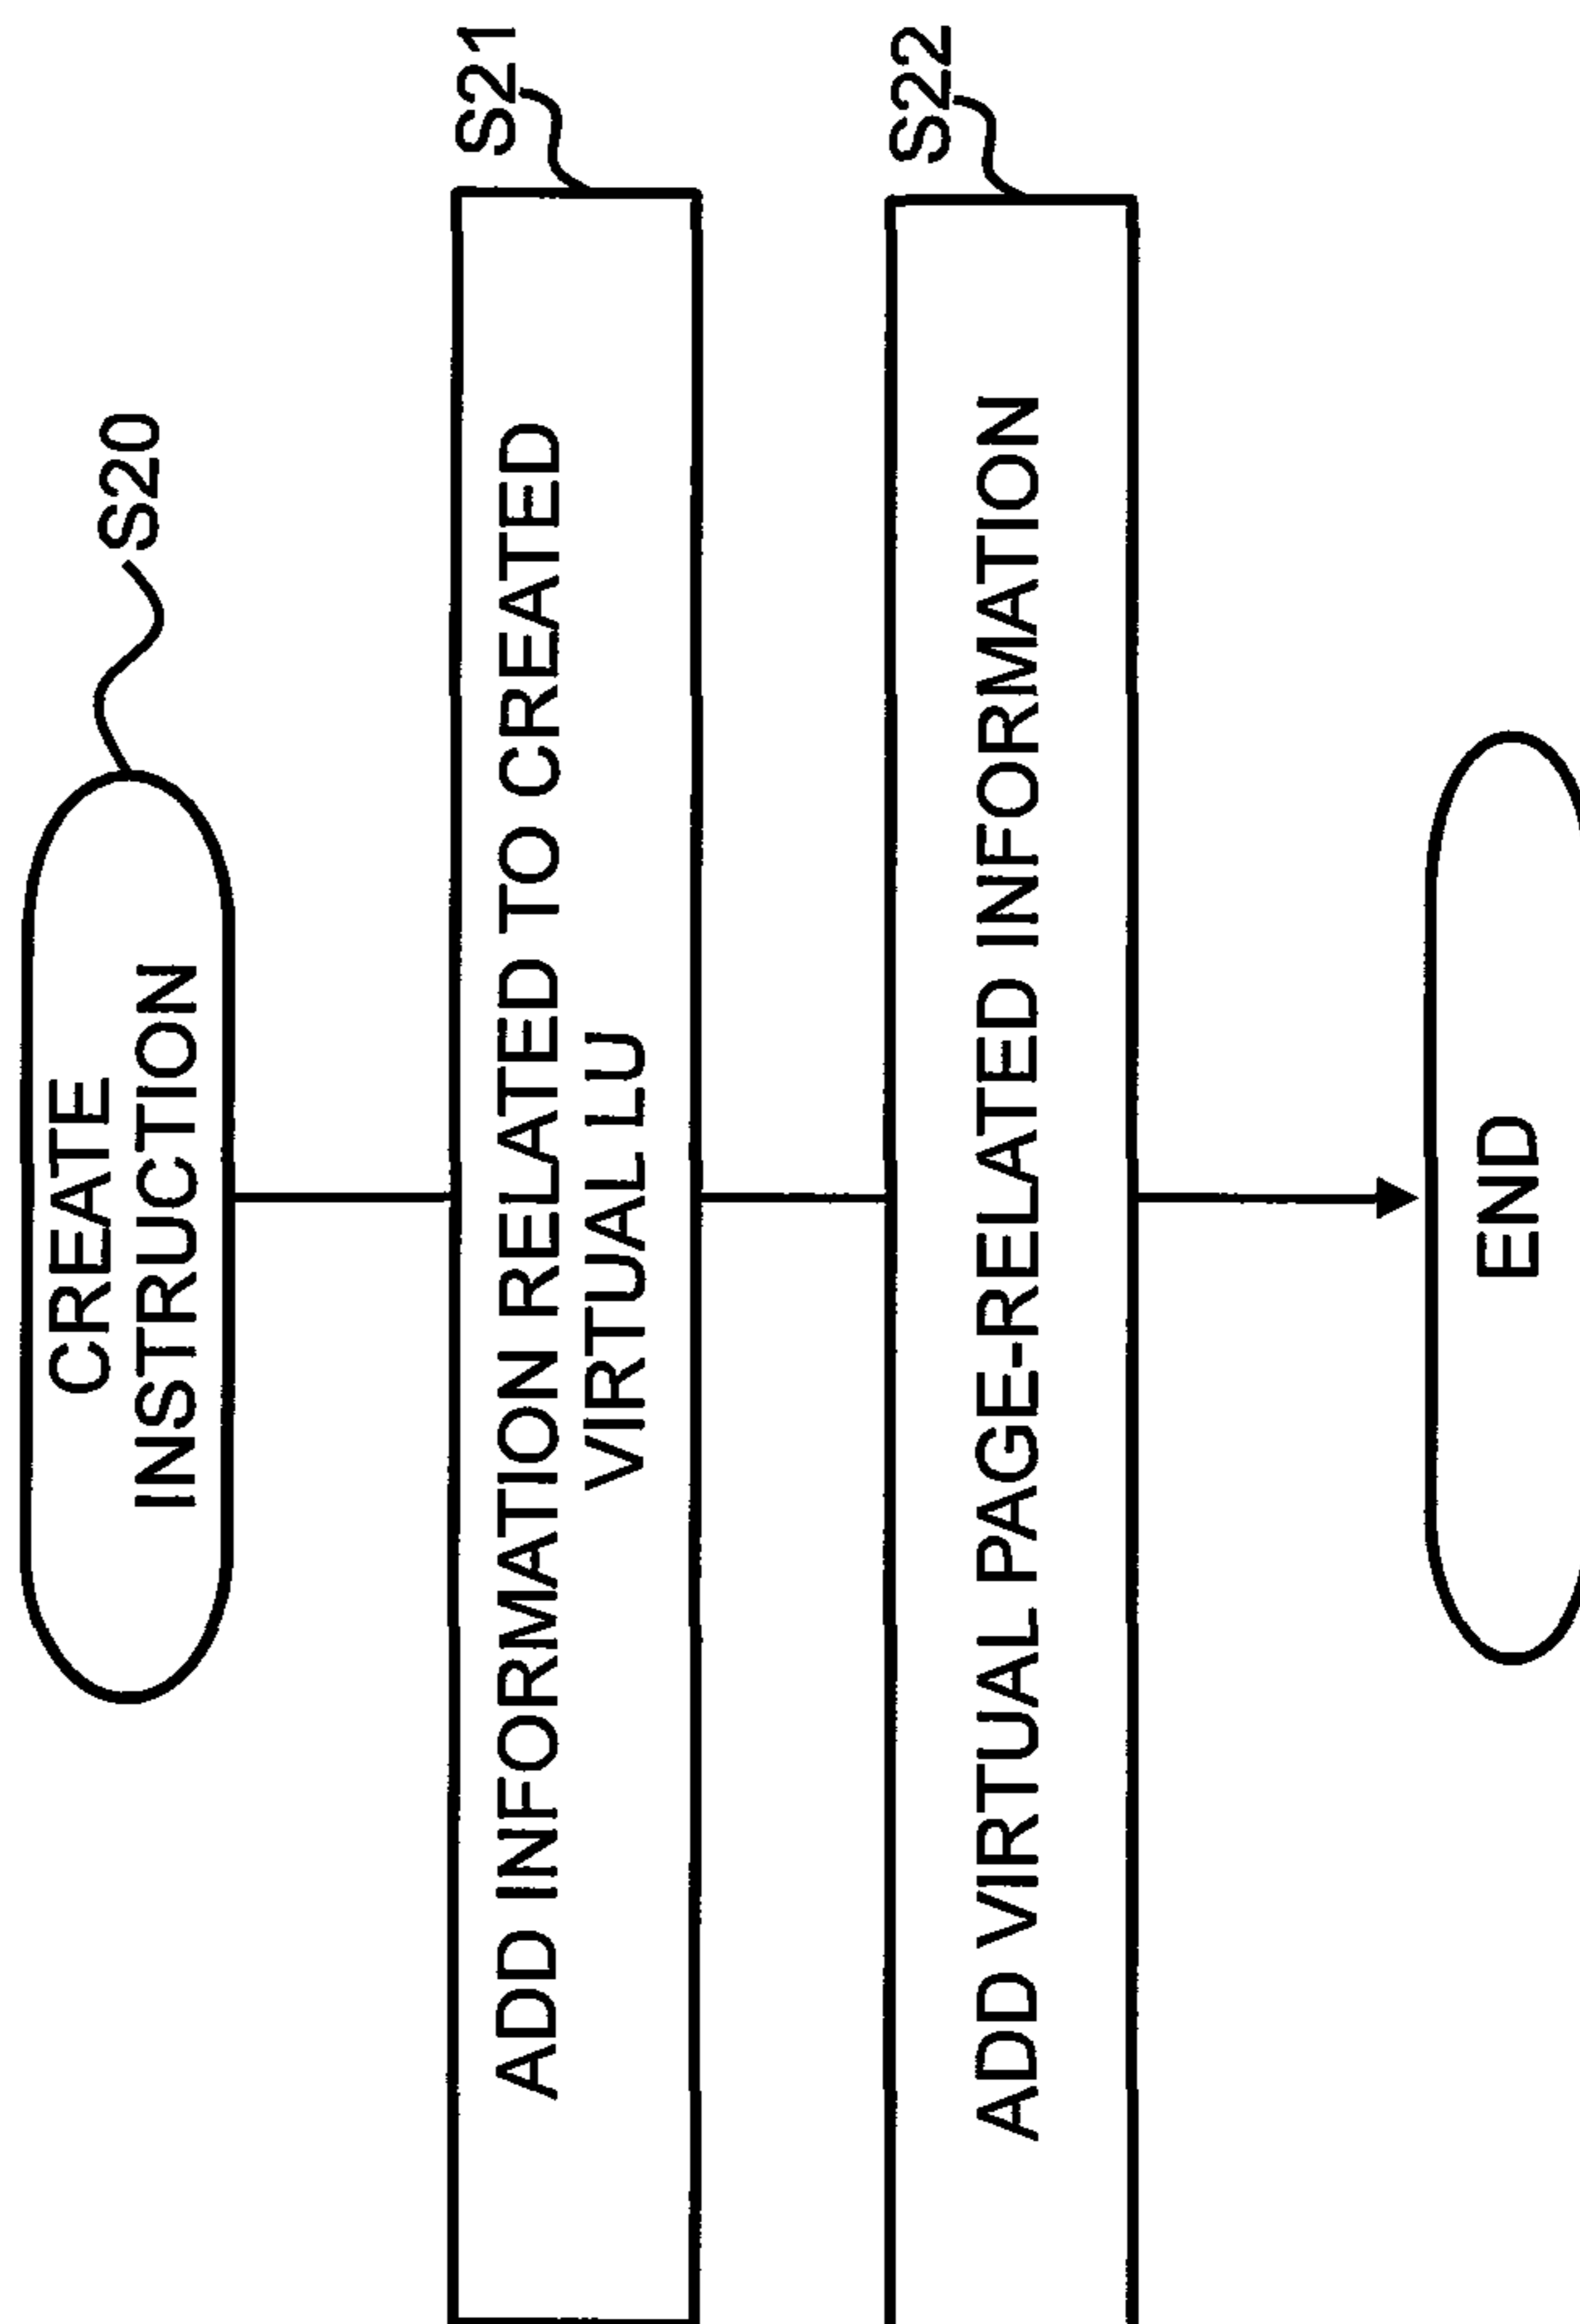 CREATE
INSTRUCTION
S20
ADD INFORMATION RELATED TO CREATED
VIRTUAL LU
S21
ADD VIRTUAL PAGE-RELATED INFORMATION
S22
END